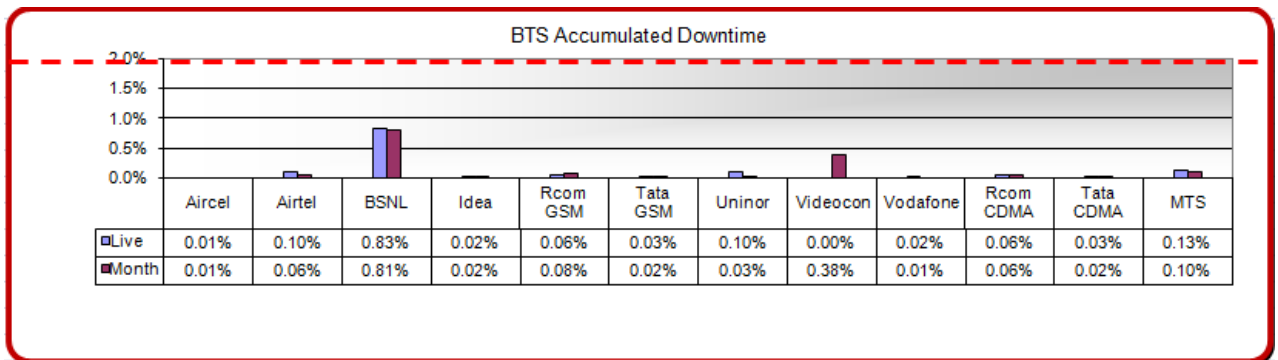 BTS Accumulated Downtime
2.0%
1.5%
1.0%
0.5%
0.0%
Aircel Airtel BSNL Idea Rcom GSM Tata GSM Uninor Videocon Vodafone Rcom CDMA Tata CDMA MTS
Live 0.01% 0.10% 0.83% 0.02% 0.06% 0.03% 0.10% 0.00% 0.02% 0.06% 0.03% 0.13%
Month 0.01% 0.06% 0.81% 0.02% 0.08% 0.02% 0.03% 0.38% 0.01% 0.06% 0.02% 0.10%